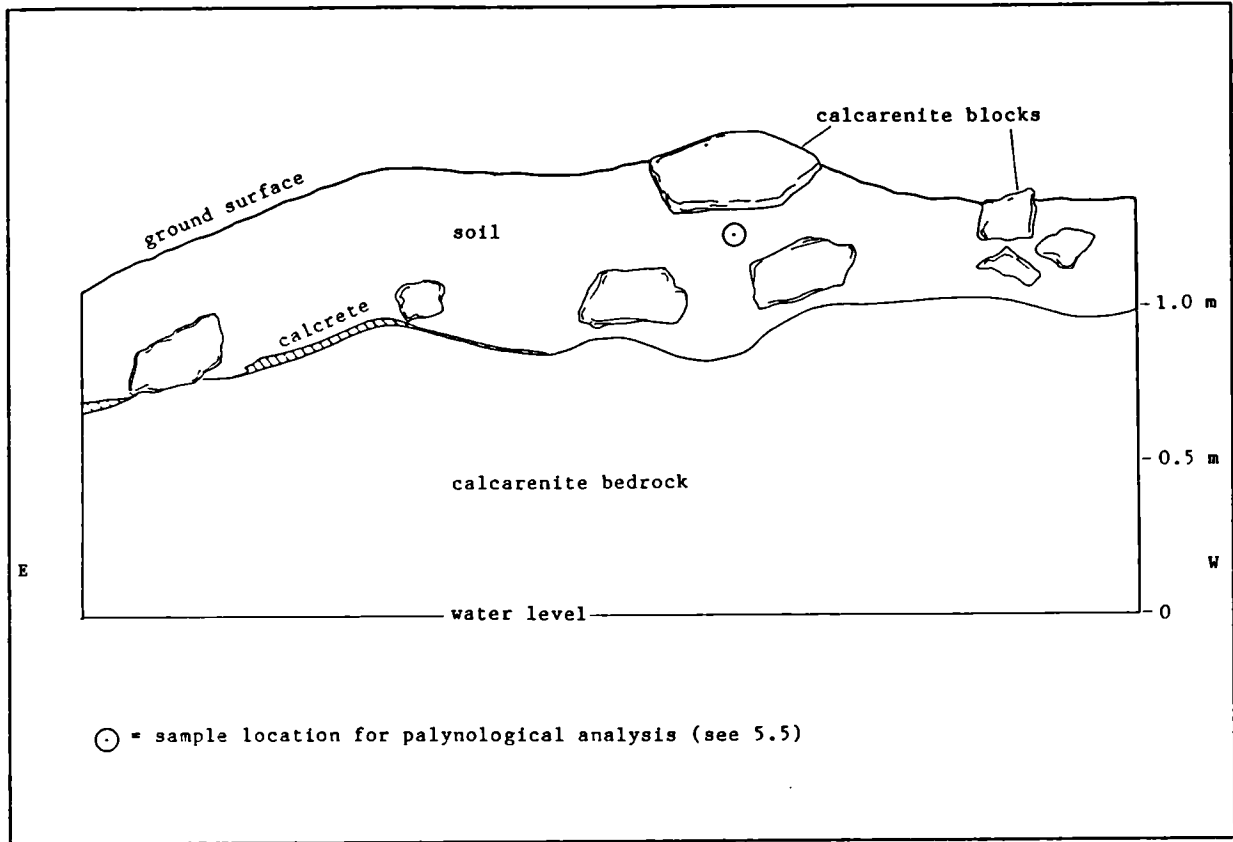 calcarenite blocks
ground surface
soil
calcrete
1.0 m
0.5 m
calcarenite bedrock
E
W
water level
0
⊙ = sample location for palynological analysis (see 5.5)